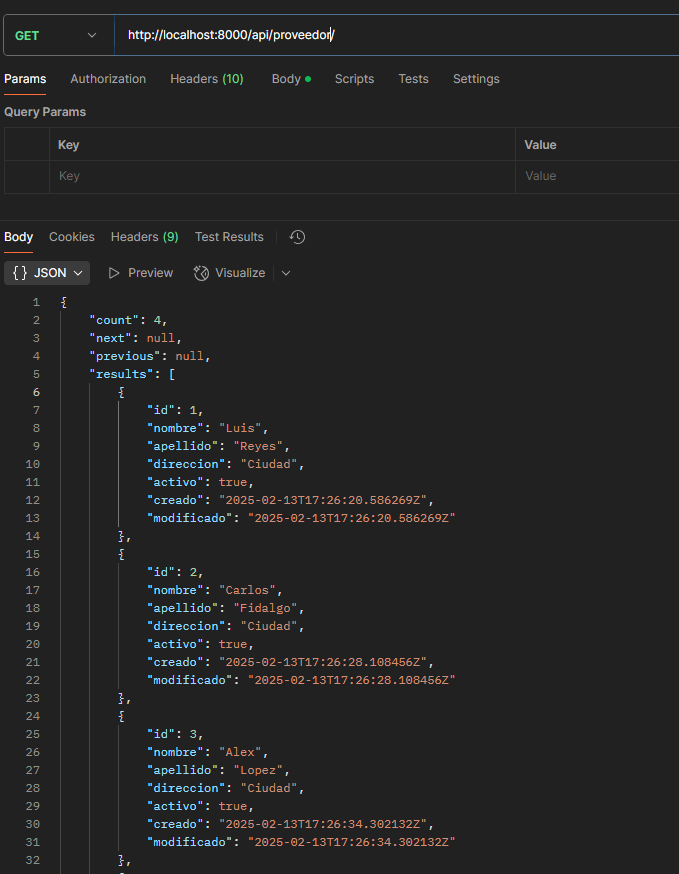 GET http://localhost:8000/api/proveedor/
Params Authorization Headers (10) Body Scripts Tests Settings
Query Params
Key Value
Key Value
Body Cookies Headers (9) Test Results
{} JSON Preview Visualize
1 {
2 "count": 4,
3 "next": null,
4 "previous": null,
5 "results": [
6 {
7 "id": 1,
8 "nombre": "Luis",
9 "apellido": "Reyes",
10 "direccion": "Ciudad",
11 "activo": true,
12 "creado": "2025-02-13T17:26:20.586269Z",
13 "modificado": "2025-02-13T17:26:20.586269Z"
14 },
15 {
16 "id": 2,
17 "nombre": "Carlos",
18 "apellido": "Fidalgo",
19 "direccion": "Ciudad",
20 "activo": true,
21 "creado": "2025-02-13T17:26:28.108456Z",
22 "modificado": "2025-02-13T17:26:28.108456Z"
23 },
24 {
25 "id": 3,
26 "nombre": "Alex",
27 "apellido": "Lopez",
28 "direccion": "Ciudad",
29 "activo": true,
30 "creado": "2025-02-13T17:26:34.302132Z",
31 "modificado": "2025-02-13T17:26:34.302132Z"
32 },